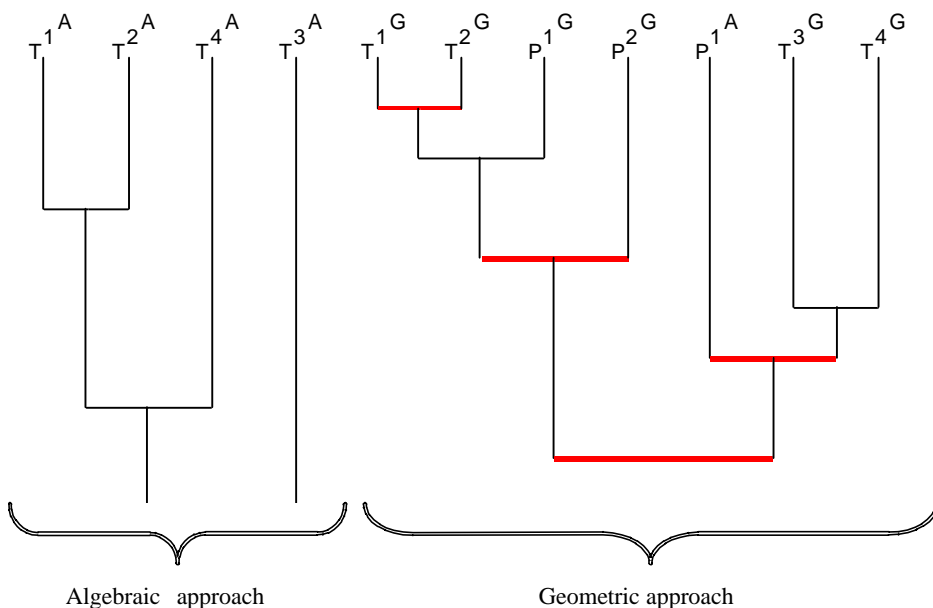 T1A T2A T4A T3A T1G T2G P1G P2G P1A T3G T4G
Algebraic approach Geometric approach